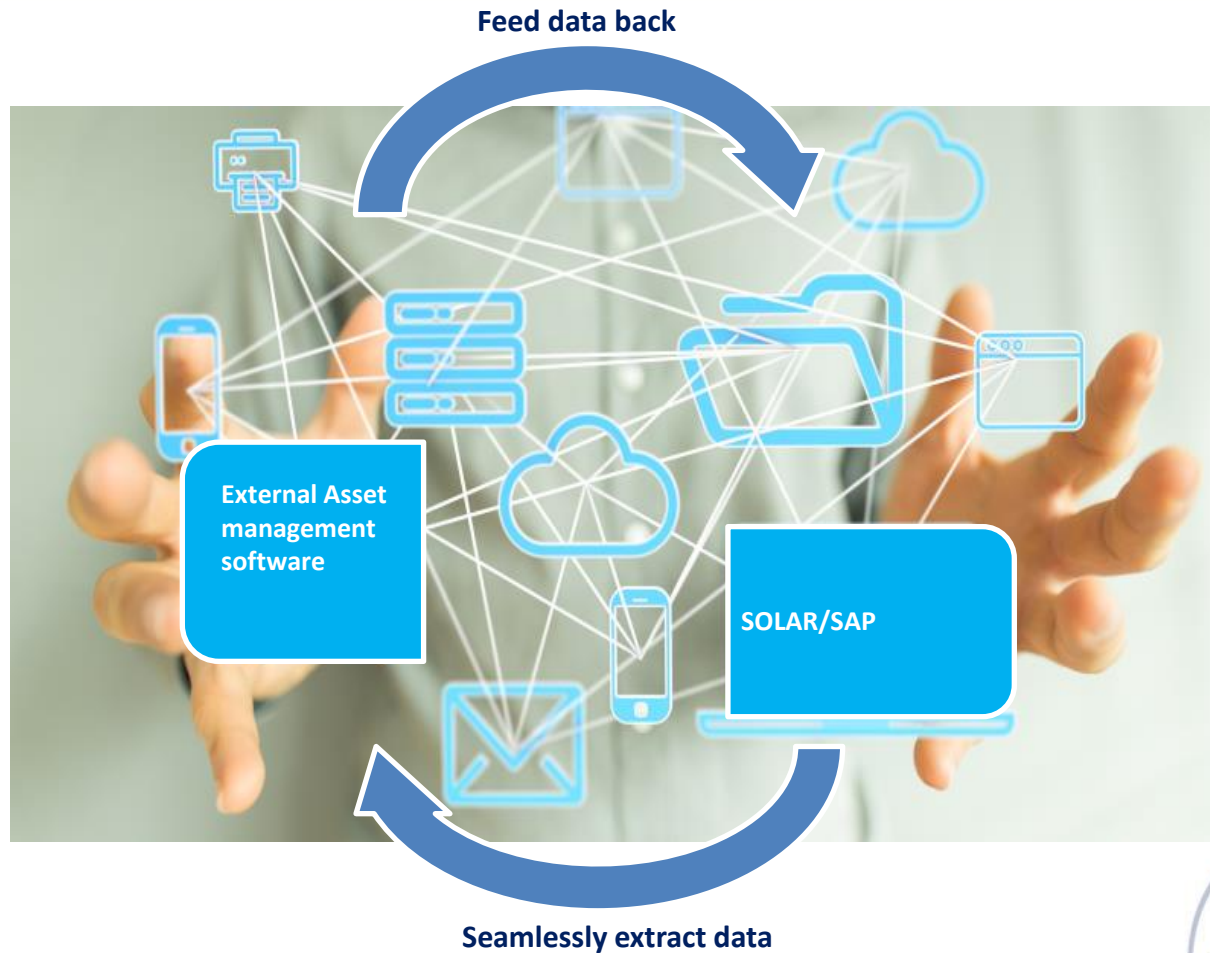 Feed data back
External Asset
management
software
SOLAR/SAP
Seamlessly extract data